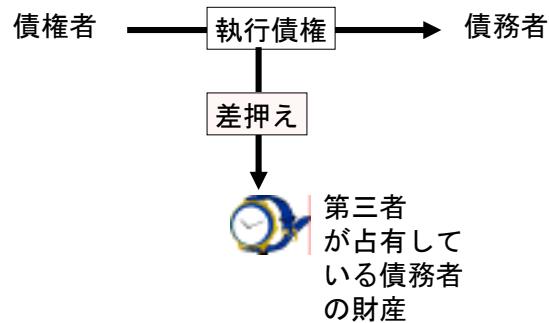 債権者
執行債権
債務者
差押え
第三者
が占有して
いる債務者
の財産